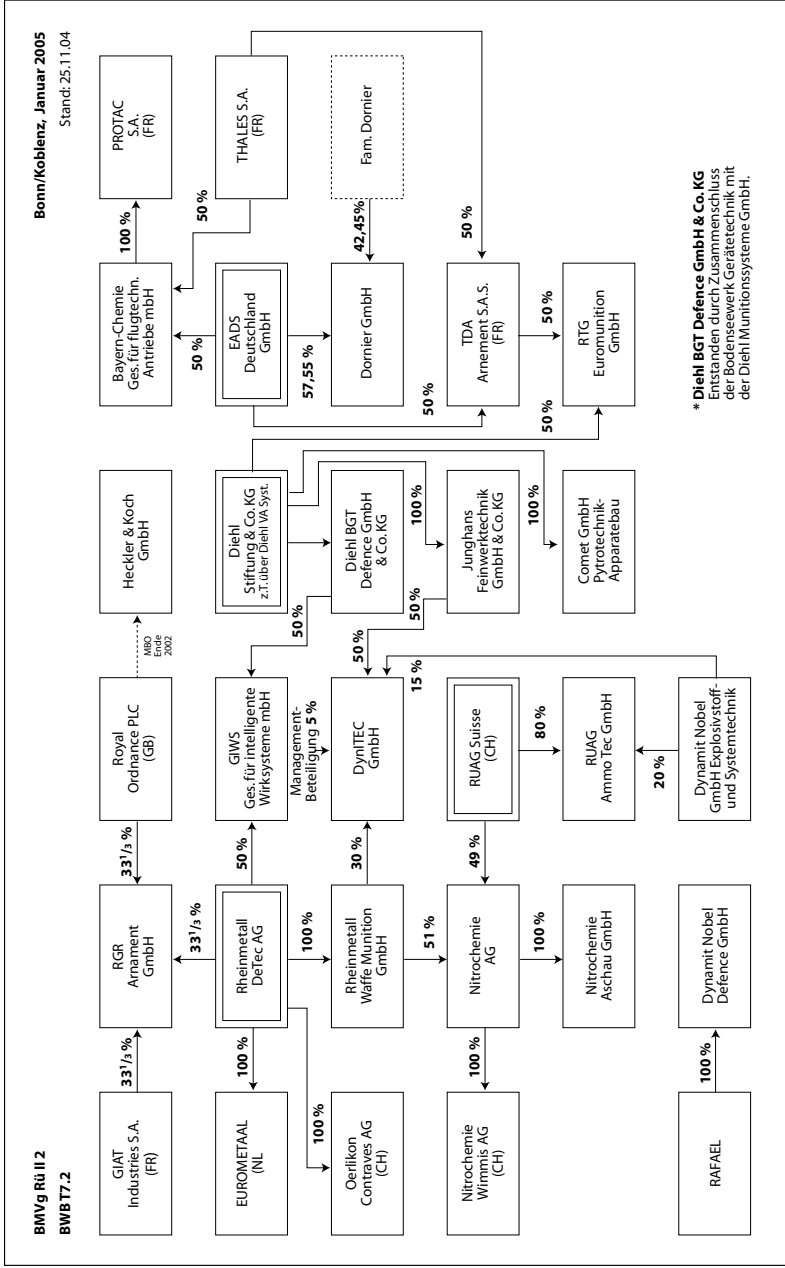 BMVg Rü II 2
BWB T7.2
Bonn/Koblenz, Januar 2005
Stand: 25.11.04
GIAT
Industries S.A.
(FR)
33 1/3 %
RGR
Arnament
GmbH
33 1/3 %
Royal
Ordnance PLC
(GB)
MBO
Ende
2002
Heckler & Koch
GmbH
Bayern-Chemie
Ges. für flugtechn.
Antriebe mbH
100 %
PROTAC
S.A.
(FR)
33 1/3 %
50 %
50 %
EUROMETAAL
(NL)
100 %
Rheinmetall
DeTec AG
50 %
GIWS
Ges. für intelligente
Wirksysteme mbH
50 %
Diehl
Stiftung & Co. KG
z.T. über Diehl VA Syst.
EADS
Deutschland
GmbH
THALES S.A.
(FR)
100 %
100 %
Management-
Beteiligung 5 %
57,55 %
Oerlikon
Contraves AG
(CH)
Rheinmetall
Waffe Munition
GmbH
30 %
DynITEC
GmbH
50 %
Diehl BGT
Defence GmbH
& Co. KG
Dornier GmbH
42,45%
Fam. Dornier
51 %
15 %
50 %
100 %
50 %
Nitrochemie
Wimmis AG
(CH)
100 %
Nitrochemie
AG
49 %
RUAG Suisse
(CH)
Junghans
Feinwerktechnik
GmbH & Co. KG
TDA
Arnement S.A.S.
(FR)
50 %
100 %
80 %
100 %
50 %
50 %
Nitrochemie
Aschau GmbH
RUAG
Ammo Tec GmbH
Comet GmbH
Pytrotechnik-
Apparatebau
RTG
Euromunition
GmbH
20 %
RAFAEL
100 %
Dynamit Nobel
Defence GmbH
Dynamit Nobel
GmbH Explosivstoff-
und Systemtechnik
* Diehl BGT Defence GmbH & Co. KG
Entstanden durch Zusammenschluss
der Bodenseewerk Gerätetechnik mit
der Diehl Munitionssysteme GmbH.